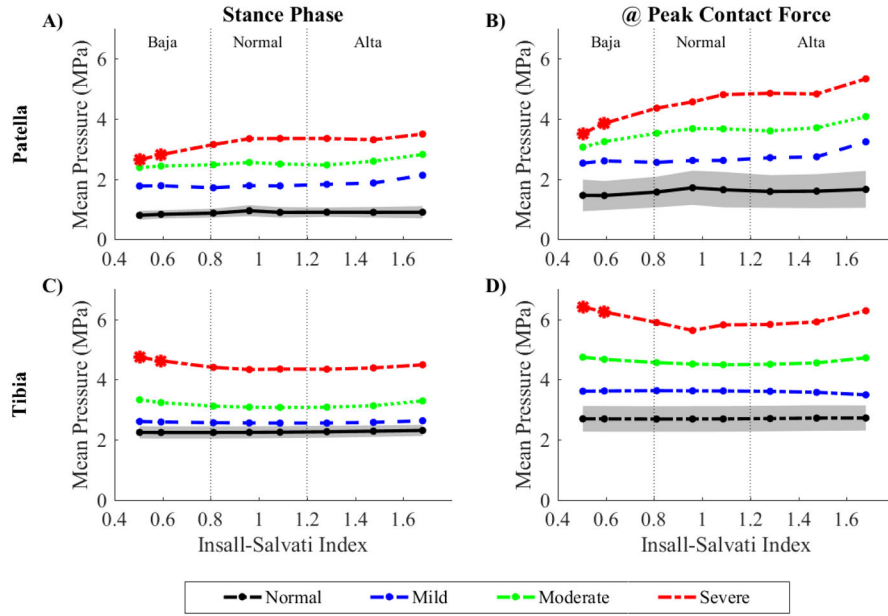 Stance Phase
@ Peak Contact Force
A)
B)
Baja Normal Alta
Baja Normal Alta
Patella
Mean Pressure (MPa)
6
4
2
0
0.4 0.6 0.8 1 1.2 1.4 1.6
Mean Pressure (MPa)
6
4
2
0
0.4 0.6 0.8 1 1.2 1.4 1.6
C)
D)
Tibia
Mean Pressure (MPa)
6
4
2
0
0.4 0.6 0.8 1 1.2 1.4 1.6
Insall-Salvati Index
Mean Pressure (MPa)
6
4
2
0
0.4 0.6 0.8 1 1.2 1.4 1.6
Insall-Salvati Index
Normal Mild Moderate Severe